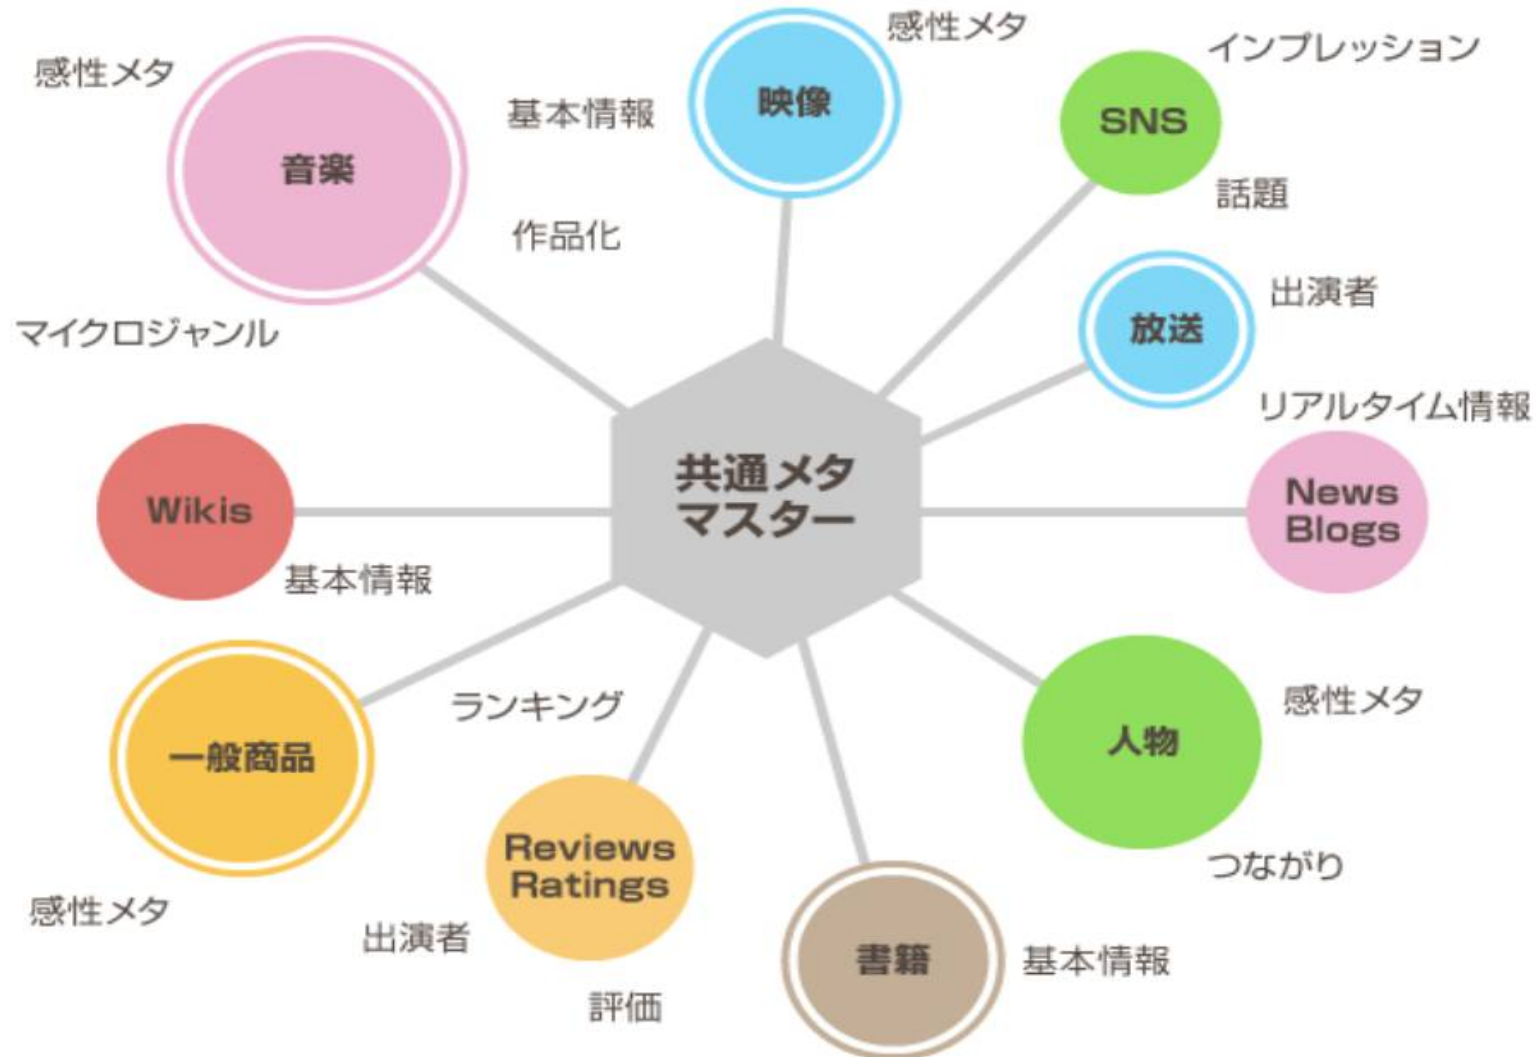 感性メタ
音楽
マイクロジャンル
基本情報
作品化
映像
感性メタ
SNS
インプレッション
話題
放送
出演者
リアルタイム情報
共通メタ
マスター
Wikis
基本情報
News
Blogs
一般商品
感性メタ
ランキング
Reviews
Ratings
出演者
評価
書籍
基本情報
人物
感性メタ
つながり